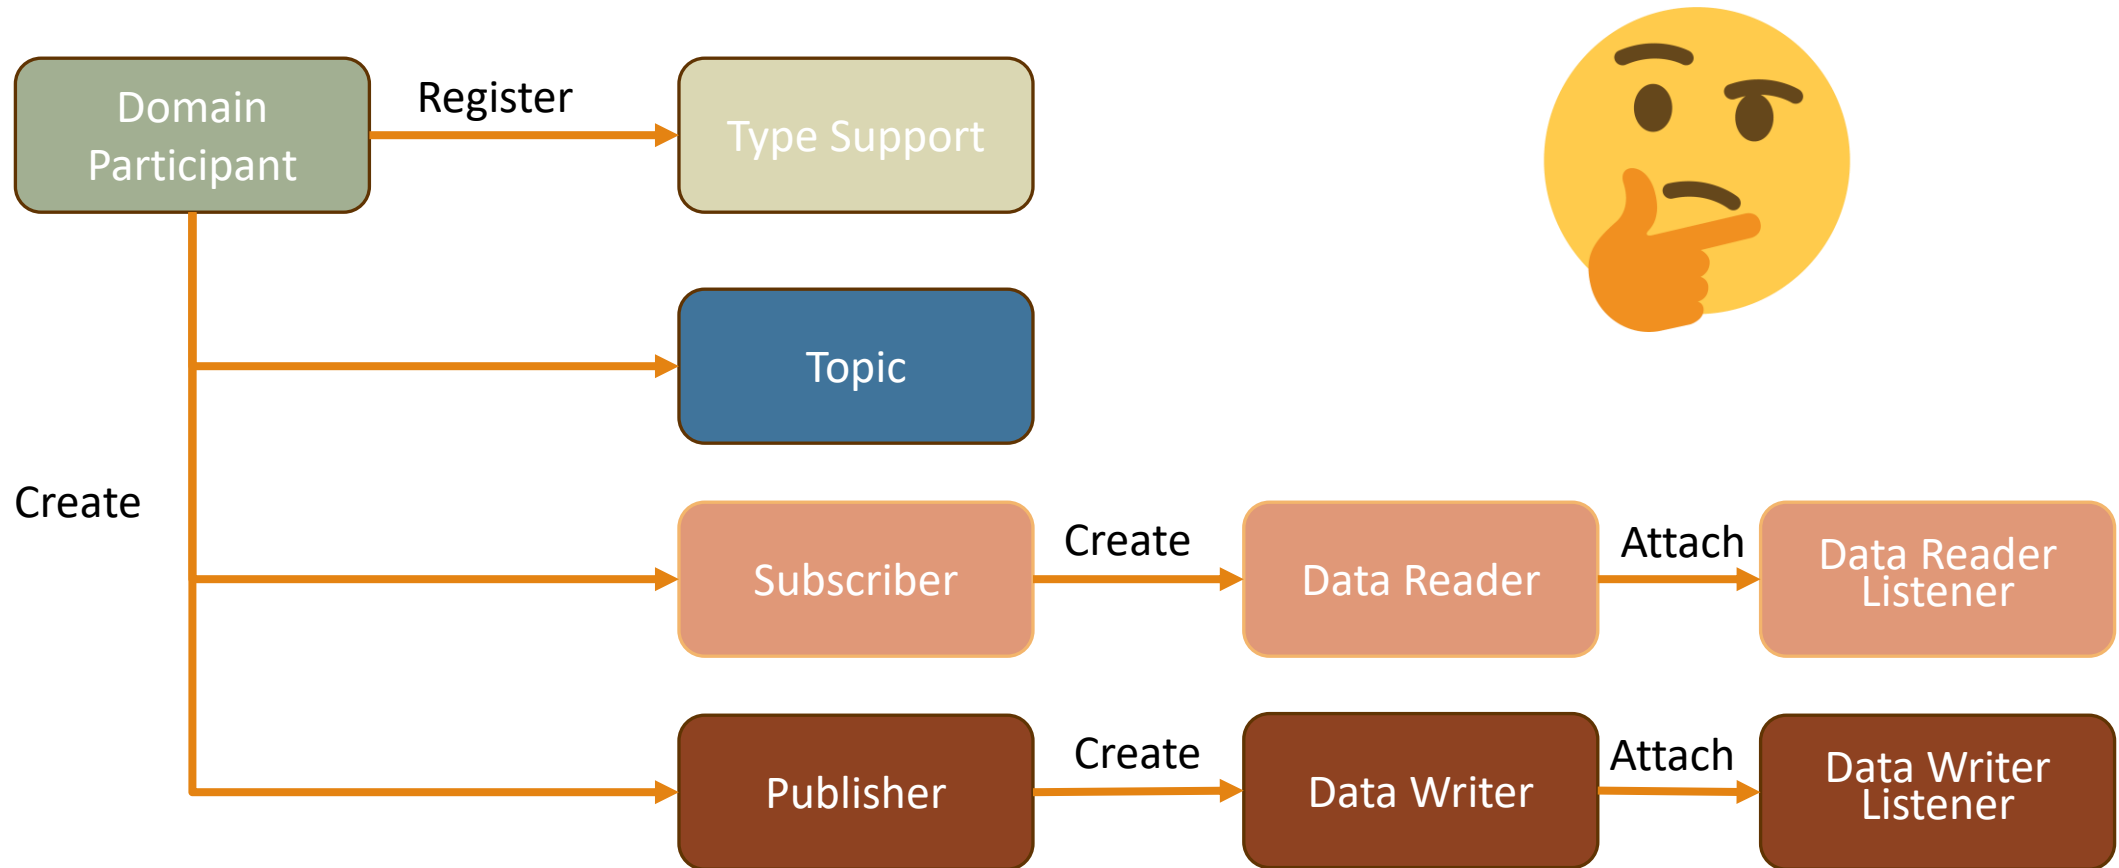 Domain
Participant
Register
Type Support
Topic
Create
Subscriber
Create
Data Reader
Attach
Data Reader
Listener
Publisher
Create
Data Writer
Attach
Data Writer
Listener